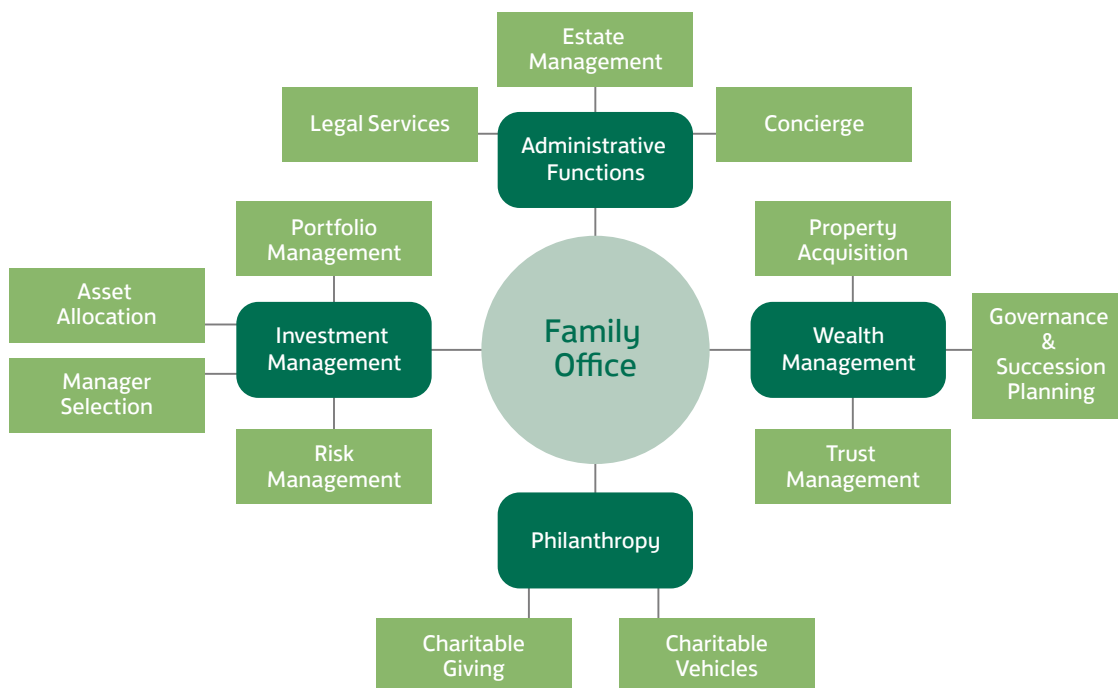 Estate
Management
Legal Services
Concierge
Administrative
Functions
Portfolio
Management
Property
Acquisition
Asset
Allocation
Investment
Management
Manager
Selection
Risk
Management
Family
Office
Wealth
Management
Governance
&
Succession
Planning
Trust
Management
Philanthropy
Charitable
Giving
Charitable
Vehicles